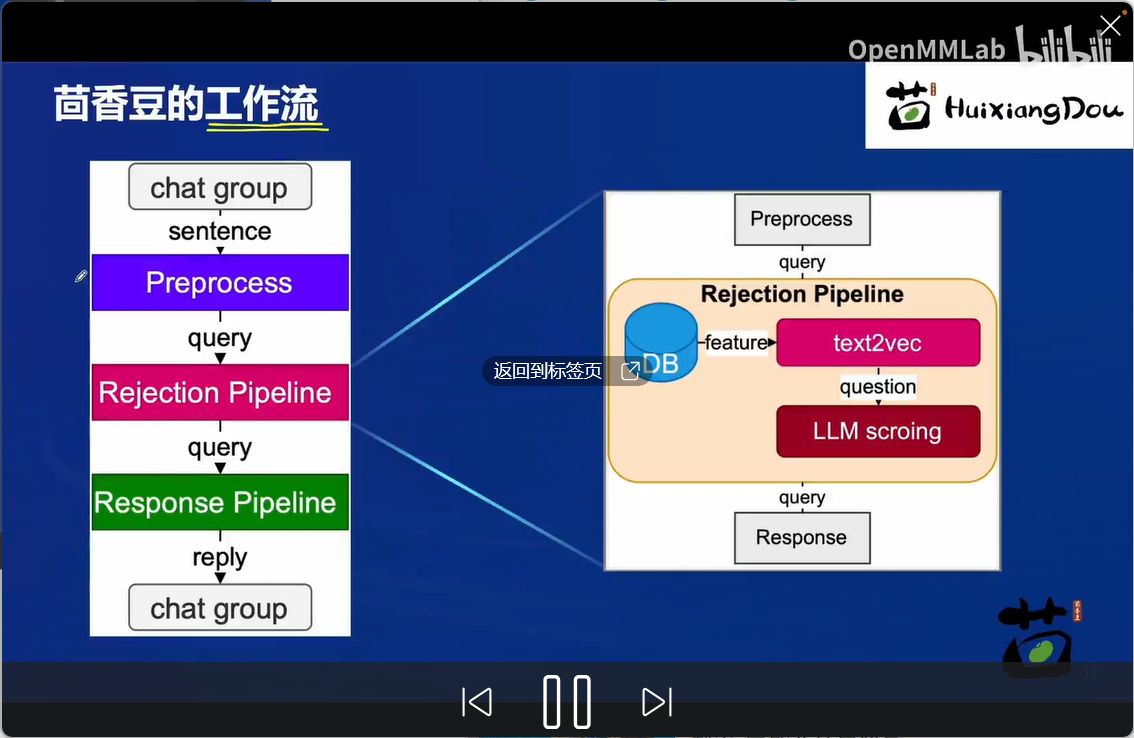 OpenMMLab bilibili
茴香豆的工作流
HuixiangDou
chat group
sentence
Preprocess
query
Rejection Pipeline
query
Response Pipeline
reply
chat group
Preprocess
query
Rejection Pipeline
DB
feature
text2vec
question
LLM scroing
query
Response
返回到标签页